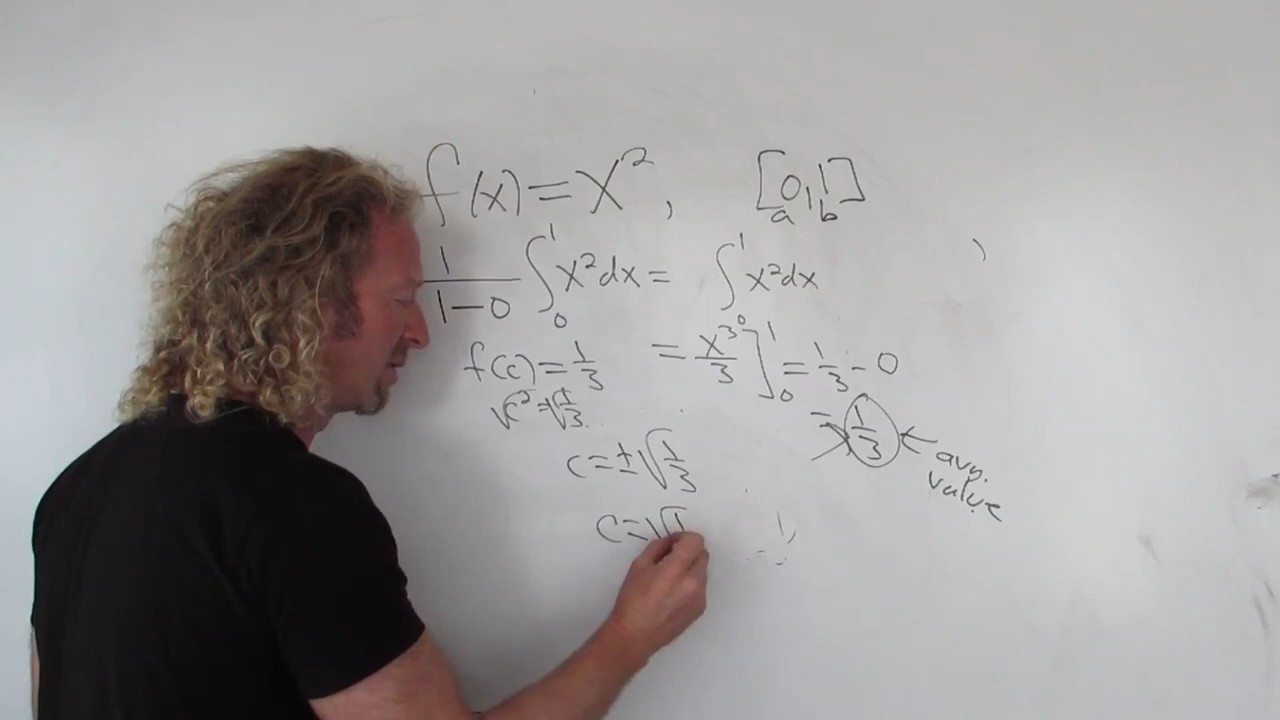 f(x) = x², [0, 1]
a b
1/(1-0) ∫₀¹ x² dx = ∫₀¹ x² dx
f(c) = 1/3 = x³/3 ]₀¹ = 1/3 - 0
√c² = √1/3 = 1/3 ← avg. value
c = ± √1/3
c = √1